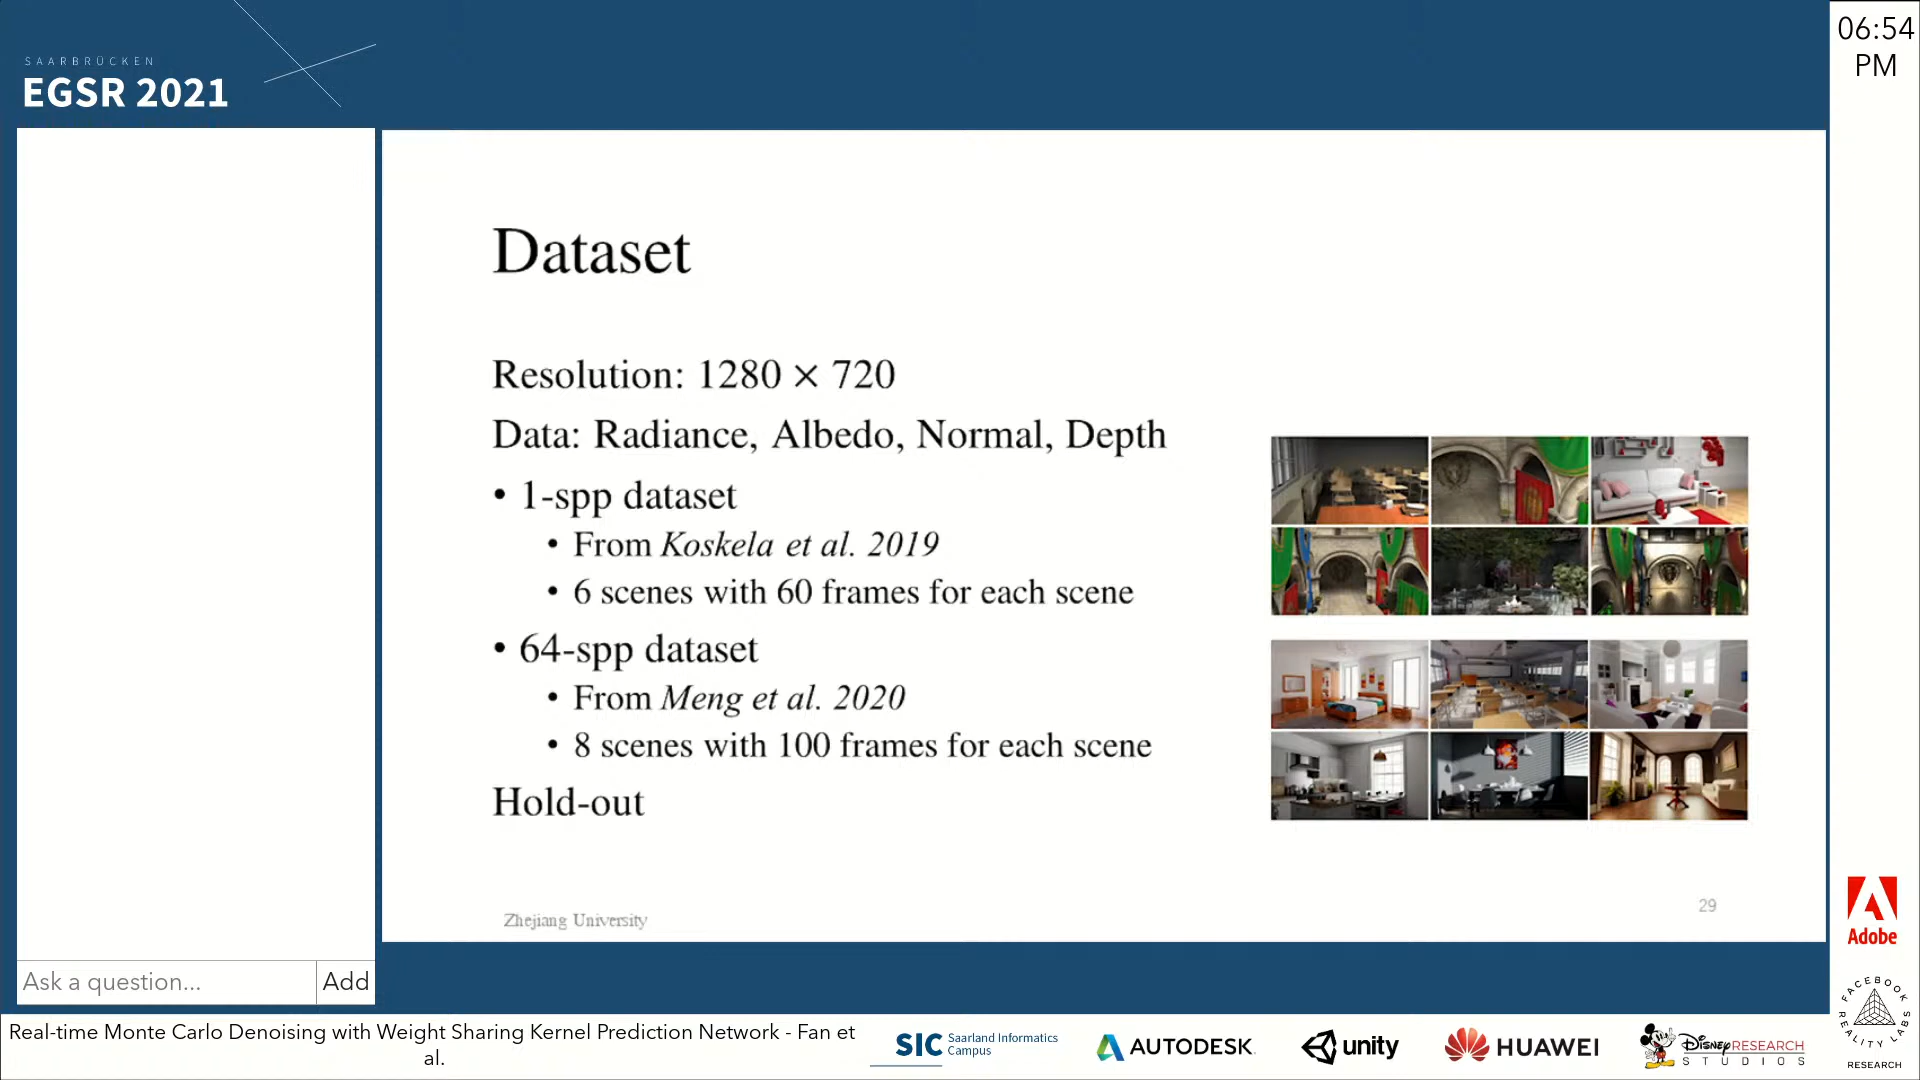 SAARBRÜCKEN
EGSR 2021
06:54
PM
Dataset
Resolution: 1280 × 720
Data: Radiance, Albedo, Normal, Depth
• 1-spp dataset
• From Koskela et al. 2019
• 6 scenes with 60 frames for each scene
• 64-spp dataset
• From Meng et al. 2020
• 8 scenes with 100 frames for each scene
Hold-out
Zhejiang University
29
Ask a question...
Add
Real-time Monte Carlo Denoising with Weight Sharing Kernel Prediction Network - Fan et
al.
SIC
Saarland Informatics
Campus
AUTODESK
unity
HUAWEI
DISNEYRESEARCH
STUDIOS
Adobe
FACEBOOK
REALITY LABS
RESEARCH